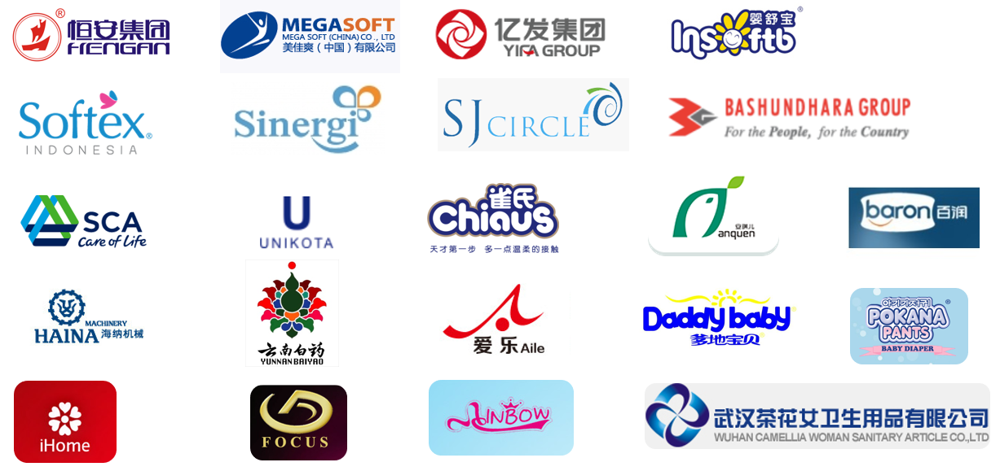 ®
恒安集团
HENGAN
MEGASOFT
MEGA SOFT (CHINA) CO., LTD
美佳爽（中国）有限公司
亿发集团
YIFA GROUP
婴舒宝®
Insoftb
Softex®
INDONESIA
Sinergi
SJ CIRCLE
BASHUNDHARA GROUP
For the People, for the Country
SCA
care of life
U
UNIKOTA
雀氏
Chiaus
天才第一步 多一点温柔的接触
安琪儿
anquen
baron 百润
MACHINERY
HAINA 海纳机械
云南白药
YUNNAN BAIYAO
爱乐 Aile
Daddy baby
爹地宝贝
®
POKANA
PANTS
BABY DIAPER
iHome
FOCUS
RAINBOW
武汉茶花女卫生用品有限公司
WUHAN CAMELLIA WOMAN SANITARY ARTICLE CO.,LTD